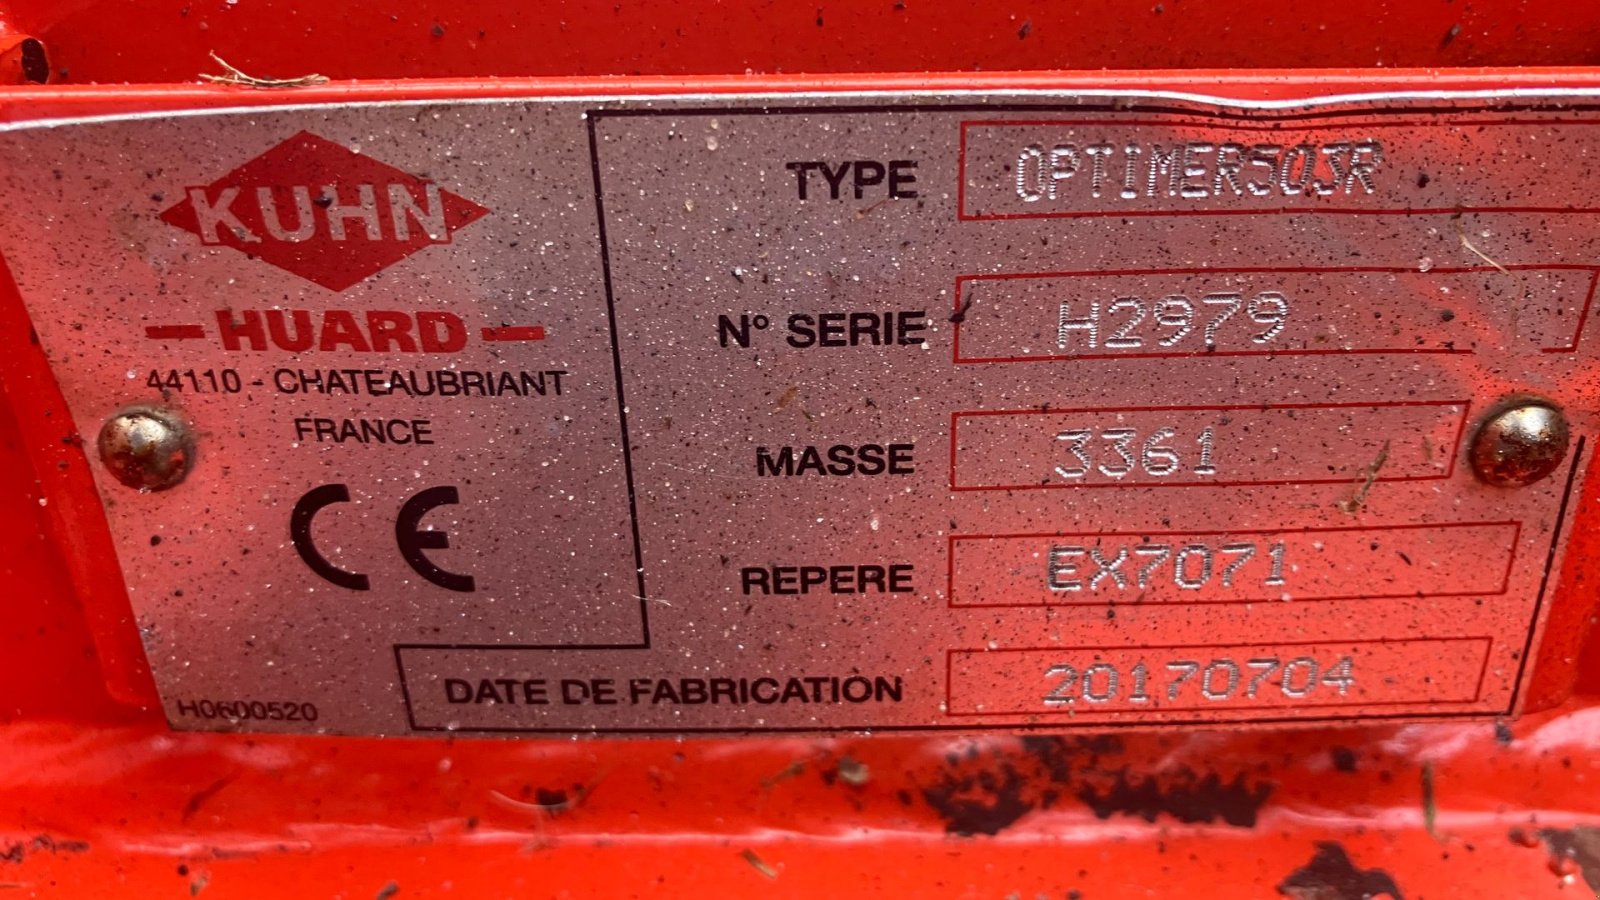 KUHN
HUARD
44110 - CHATEAUBRIANT
FRANCE
CE
H0600520
TYPE OPTIMER503R
N° SERIE H2979
MASSE 3361
REPERE EX7071
DATE DE FABRICATION 20170704